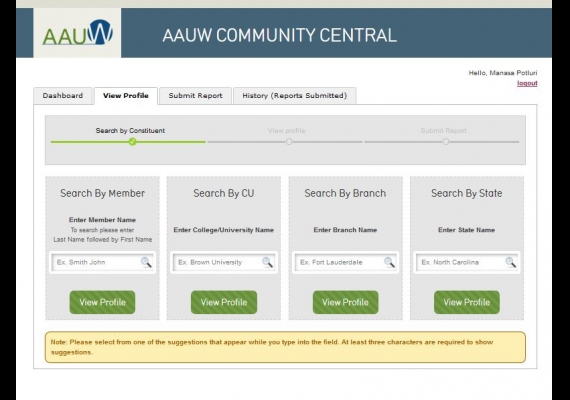 AAUW
AAUW COMMUNITY CENTRAL
Hello, Manasa Potluri
logout
Dashboard
View Profile
Submit Report
History (Reports Submitted)
Search by Constituent
View profile
Submit Report
Search By Member
Enter Member Name
To search please enter
Last Name followed by First Name
Ex. Smith John
View Profile
Search By CU
Enter College/University Name
Ex. Brown University
View Profile
Search By Branch
Enter Branch Name
Ex. Fort Lauderdale
View Profile
Search By State
Enter State Name
Ex. North Carolina
View Profile
Note: Please select from one of the suggestions that appear while you type into the field. At least three characters are required to show
suggestions.